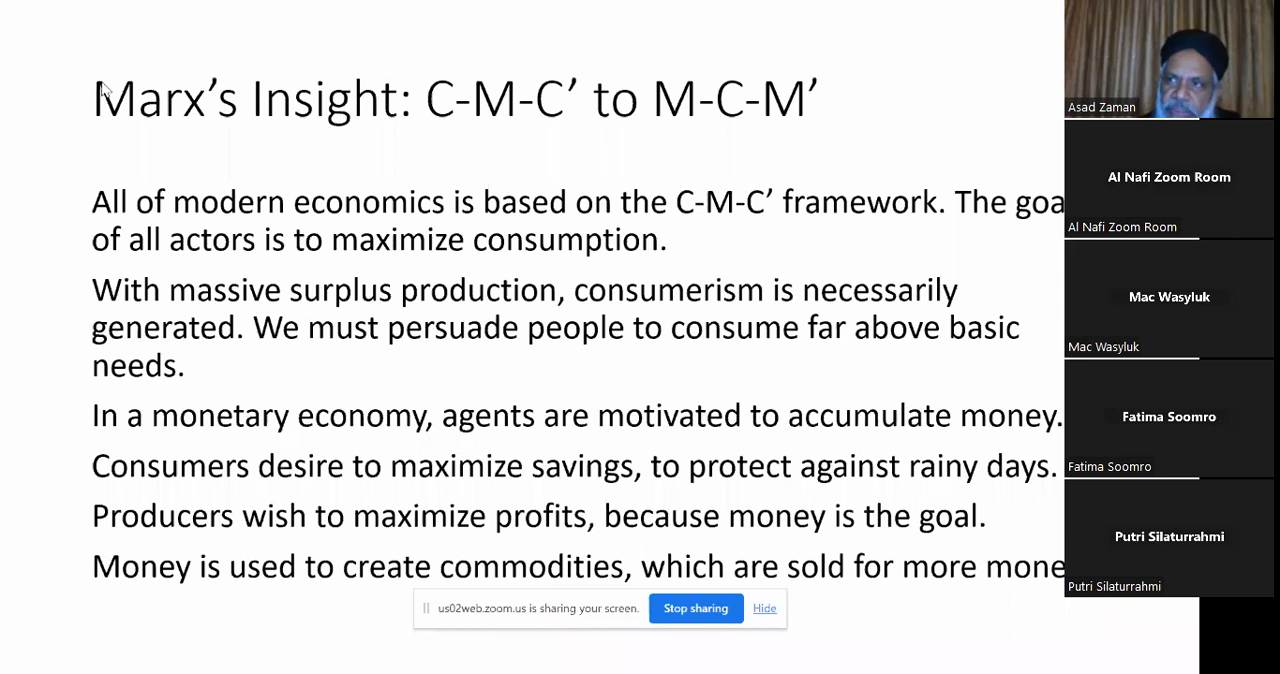 Marx's Insight: C-M-C' to M-C-M'
All of modern economics is based on the C-M-C' framework. The goa
of all actors is to maximize consumption.
With massive surplus production, consumerism is necessarily
generated. We must persuade people to consume far above basic
needs.
In a monetary economy, agents are motivated to accumulate money.
Consumers desire to maximize savings, to protect against rainy days.
Producers wish to maximize profits, because money is the goal.
Money is used to create commodities, which are sold for more mone
us02web.zoom.us is sharing your screen.
Stop sharing
Hide
Asad Zaman
Al Nafi Zoom Room
Al Nafi Zoom Room
Mac Wasyluk
Mac Wasyluk
Fatima Soomro
Fatima Soomro
Putri Silaturrahmi
Putri Silaturrahmi